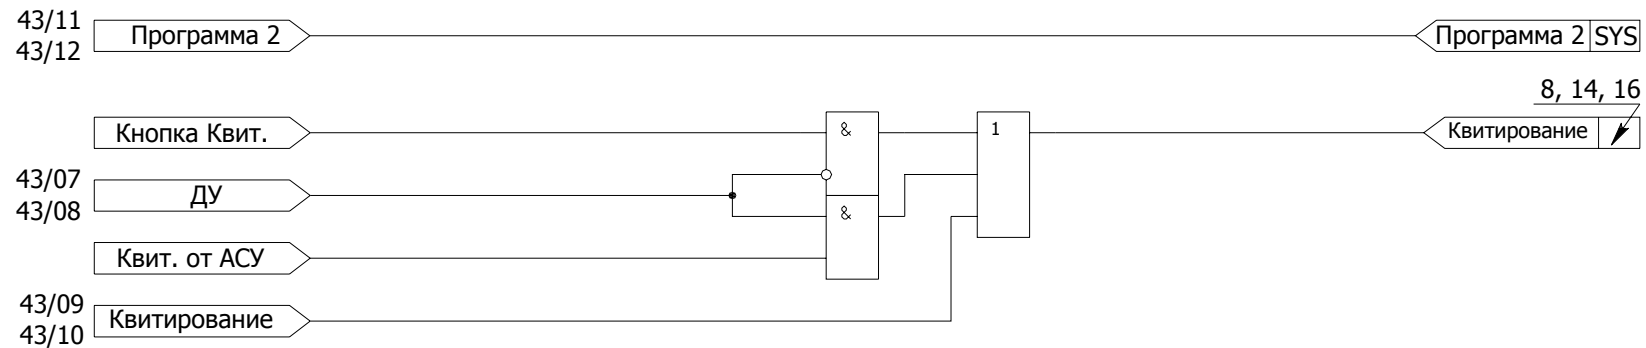 43/11
43/12
Программа 2
Программа 2 SYS
8, 14, 16
Кнопка Квит.
&
1
Квитирование
43/07
43/08
ДУ
&
Квит. от АСУ
43/09
43/10
Квитирование